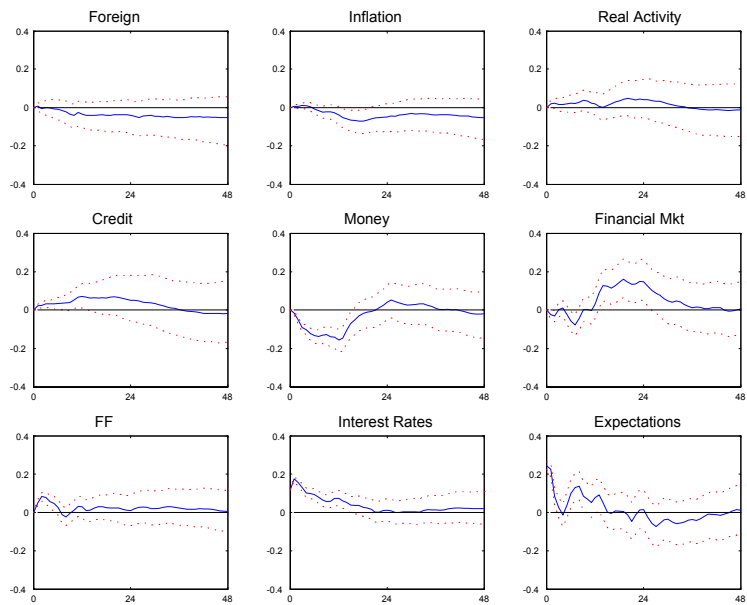 Foreign Inflation Real Activity
0.4 0.4 0.4
0.2 0.2 0.2
0 0 0
-0.2 -0.2 -0.2
-0.4 -0.4 -0.4
0 24 48 0 24 48 0 24 48
Credit Money Financial Mkt
0.4 0.4 0.4
0.2 0.2 0.2
0 0 0
-0.2 -0.2 -0.2
-0.4 -0.4 -0.4
0 24 48 0 24 48 0 24 48
FF Interest Rates Expectations
0.4 0.4 0.4
0.2 0.2 0.2
0 0 0
-0.2 -0.2 -0.2
-0.4 -0.4 -0.4
0 24 48 0 24 48 0 24 48